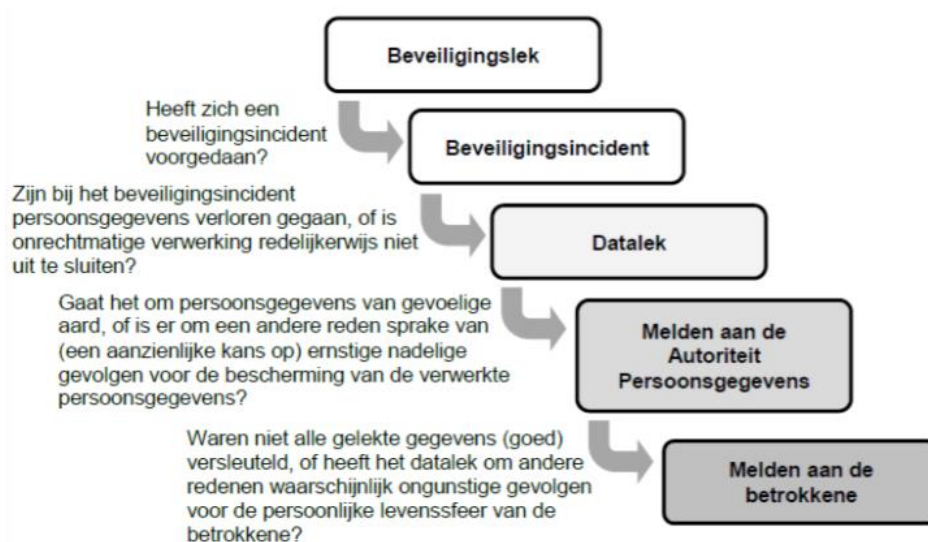 Beveiligingslek
Heeft zich een
beveiligingsincident
voorgedaan?
Beveiligingsincident
Zijn bij het beveiligingsincident
persoonsgegevens verloren gegaan, of is
onrechtmatige verwerking redelijkerwijs niet
uit te sluiten?
Datalek
Gaat het om persoonsgegevens van gevoelige
aard, of is er om een andere reden sprake van
(een aanzienlijke kans op) ernstige nadelige
gevolgen voor de bescherming van de verwerkte
persoonsgegevens?
Melden aan de
Autoriteit
Persoonsgegevens
Waren niet alle gelekte gegevens (goed)
versleuteld, of heeft het datalek om andere
redenen waarschijnlijk ongunstige gevolgen
voor de persoonlijke levenssfeer van de
betrokkene?
Melden aan de
betrokkene